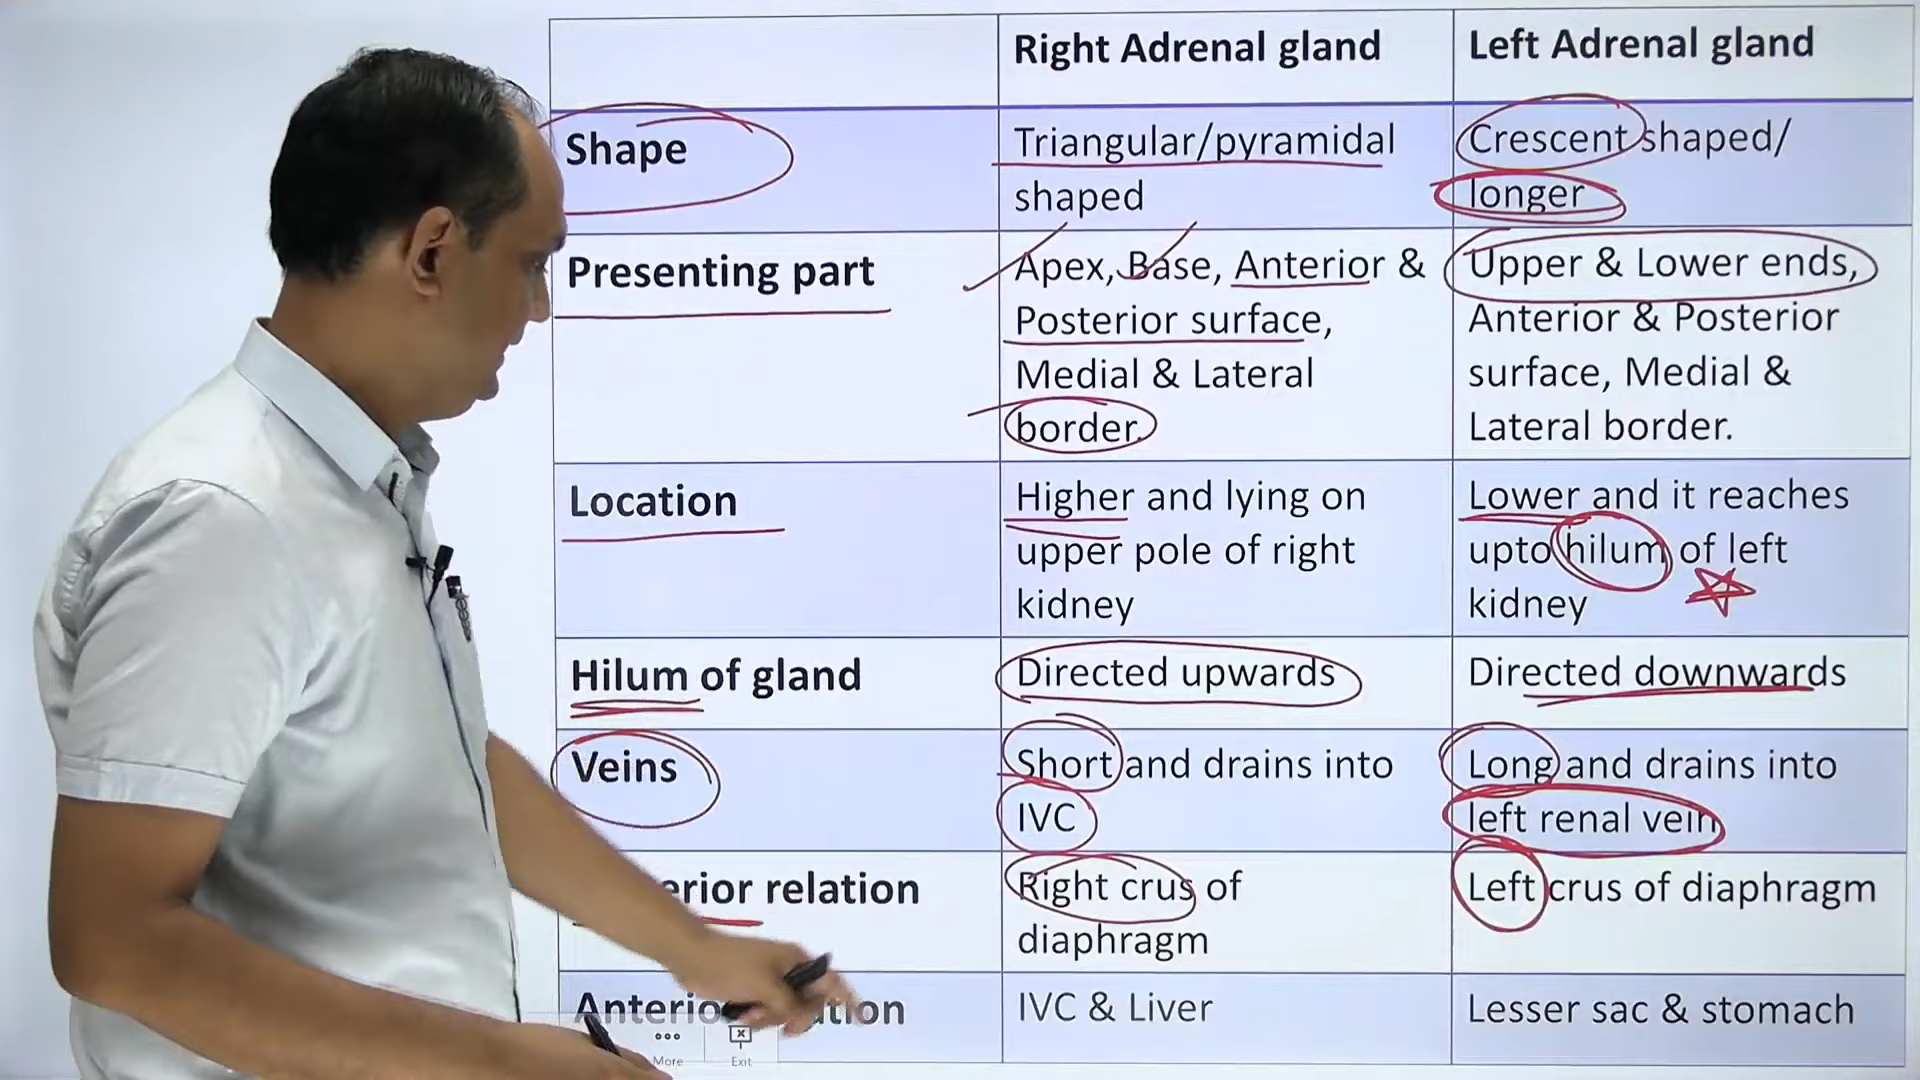 Right Adrenal gland
Left Adrenal gland
Shape
Triangular/pyramidal
shaped
Crescent shaped/
longer
Presenting part
Apex, Base, Anterior &
Posterior surface,
Medial & Lateral
border.
Upper & Lower ends,
Anterior & Posterior
surface, Medial &
Lateral border.
Location
Higher and lying on
upper pole of right
kidney
Lower and it reaches
upto hilum of left
kidney
Hilum of gland
Directed upwards
Directed downwards
Veins
Short and drains into
IVC
Long and drains into
left renal vein
relation
Right crus of
diaphragm
Left crus of diaphragm
IVC & Liver
Lesser sac & stomach
More
Exit